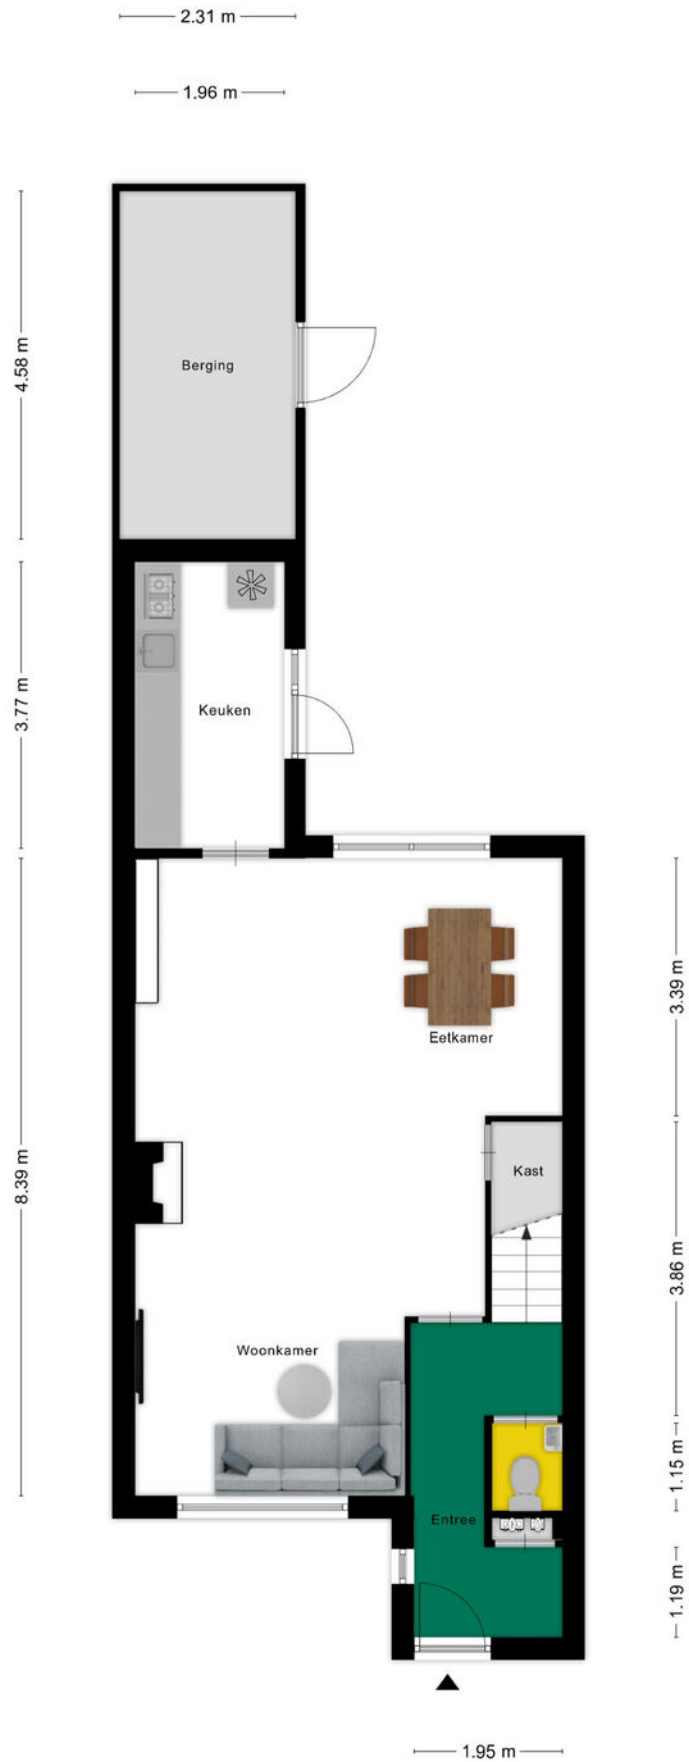 2.31 m
1.96 m
4.58 m
Berging
3.77 m
Keuken
3.39 m
Eetkamer
8.39 m
Kast
3.86 m
Woonkamer
1.15 m
Entree
1.19 m
1.95 m